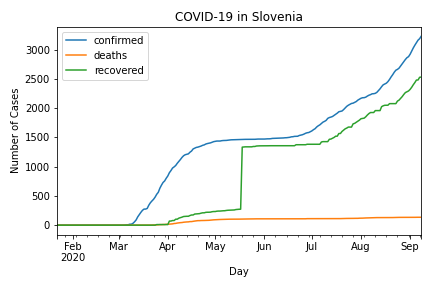 COVID-19 in Slovenia
confirmed
deaths
recovered
Number of Cases
3000
2500
2000
1500
1000
500
0
Feb Mar Apr May Jun Jul Aug Sep
2020
Day